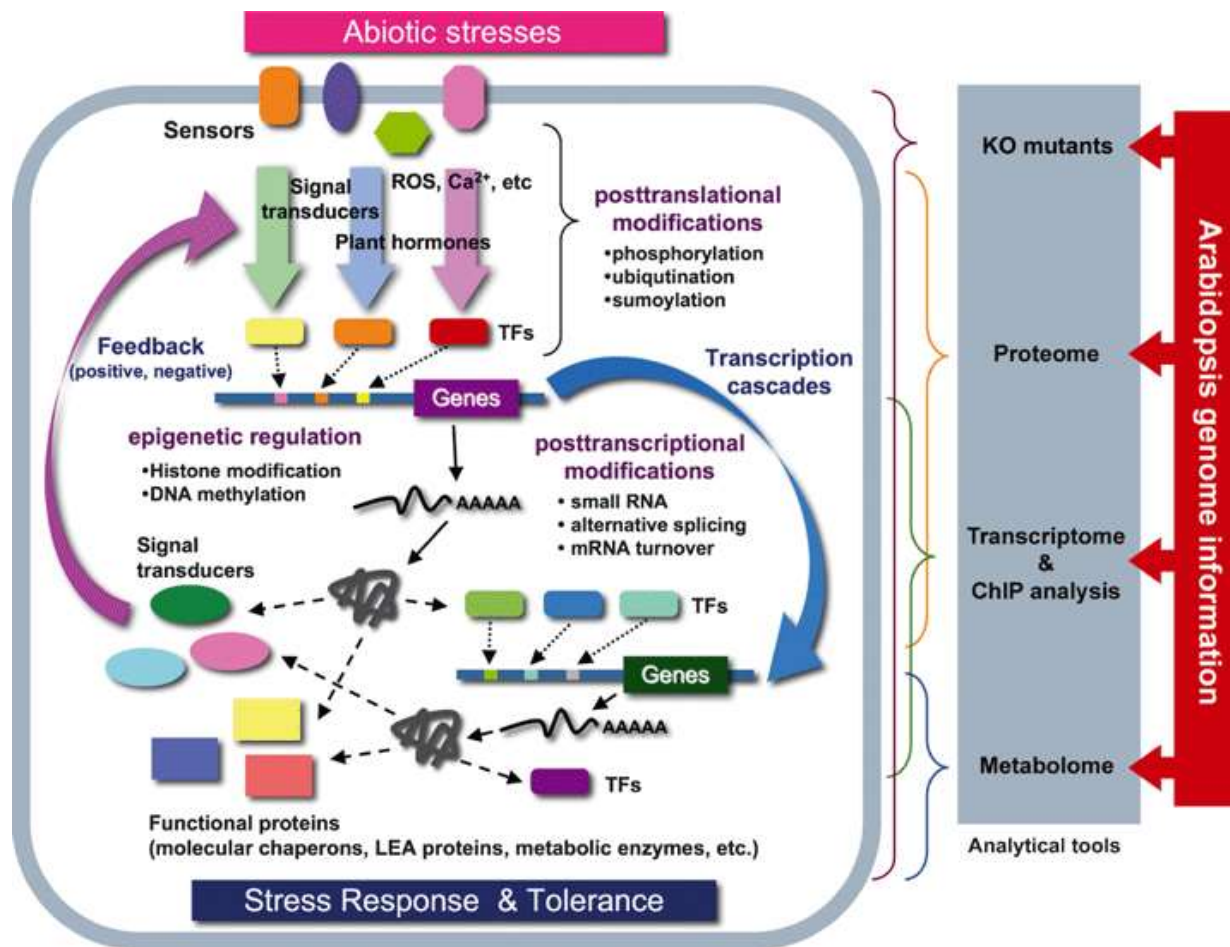 Abiotic stresses
Sensors
ROS, Ca²⁺, etc
Signal
transducers
Plant hormones
TFs
posttranslational
modifications
•phosphorylation
•ubiqutination
•sumoylation
Feedback
(positive, negative)
Transcription
cascades
Genes
epigenetic regulation
•Histone modification
•DNA methylation
posttranscriptional
modifications
• small RNA
• alternative splicing
• mRNA turnover
AAAAA
Signal
transducers
TFs
Genes
AAAAA
TFs
Functional proteins
(molecular chaperons, LEA proteins, metabolic enzymes, etc.)
Stress Response & Tolerance
KO mutants
Proteome
Transcriptome
&
ChIP analysis
Metabolome
Analytical tools
Arabidopsis genome information